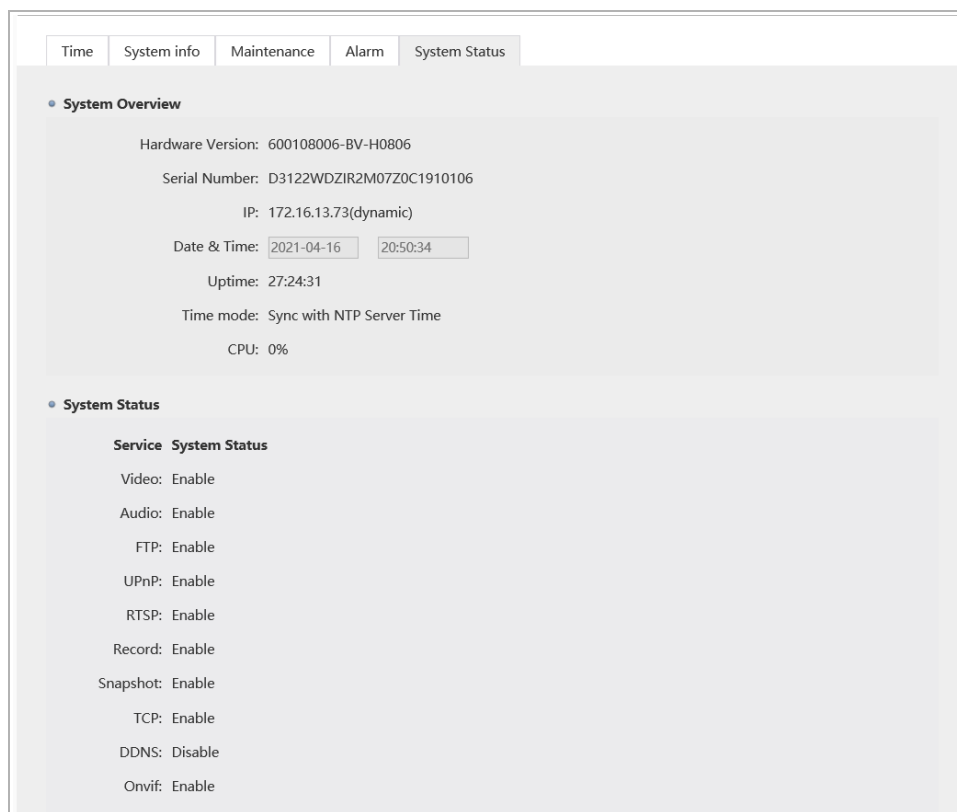 Time System info Maintenance Alarm System Status
System Overview
Hardware Version: 600108006-BV-H0806
Serial Number: D3122WDZIR2M07Z0C1910106
IP: 172.16.13.73(dynamic)
Date & Time: 2021-04-16 20:50:34
Uptime: 27:24:31
Time mode: Sync with NTP Server Time
CPU: 0%
System Status
Service System Status
Video: Enable
Audio: Enable
FTP: Enable
UPnP: Enable
RTSP: Enable
Record: Enable
Snapshot: Enable
TCP: Enable
DDNS: Disable
Onvif: Enable